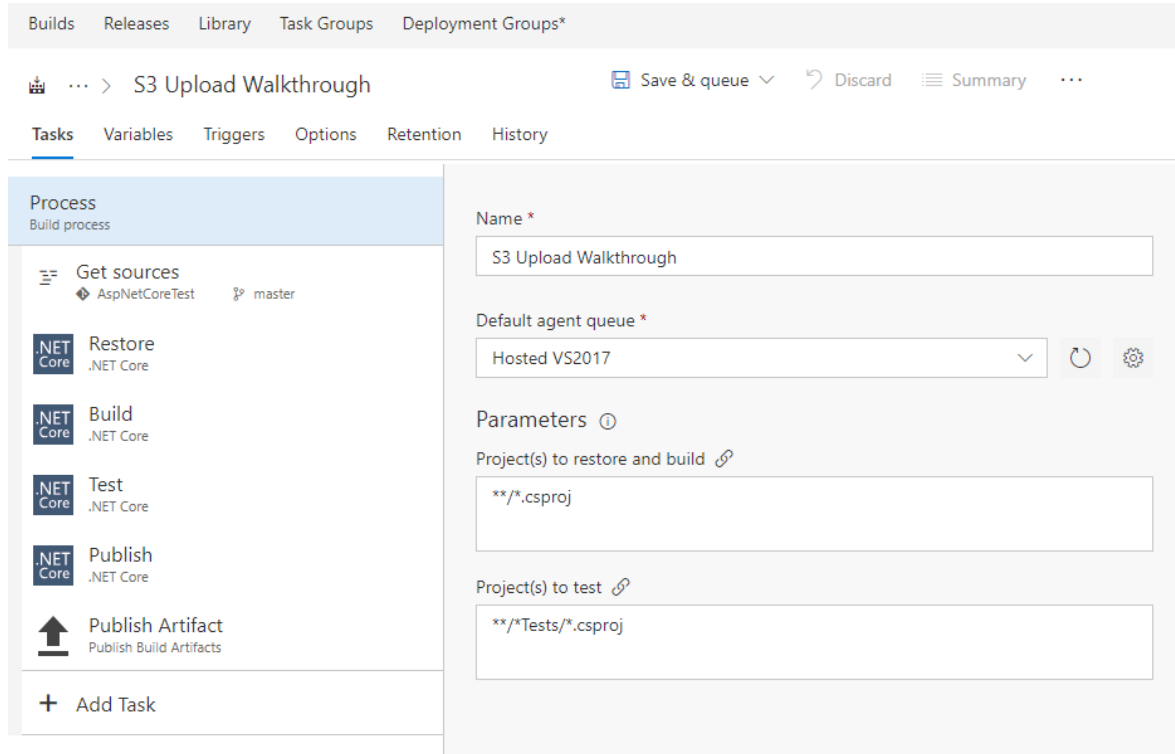 Builds Releases Library Task Groups Deployment Groups*
... > S3 Upload Walkthrough Save & queue Discard Summary ...
Tasks Variables Triggers Options Retention History
Process
Build process
Get sources
AspNetCoreTest master
.NET Core Restore
.NET Core
.NET Core Build
.NET Core
.NET Core Test
.NET Core
.NET Core Publish
.NET Core
Publish Artifact
Publish Build Artifacts
+ Add Task
Name *
S3 Upload Walkthrough
Default agent queue *
Hosted VS2017
Parameters
Project(s) to restore and build
**/*.csproj
Project(s) to test
**/*Tests/*.csproj